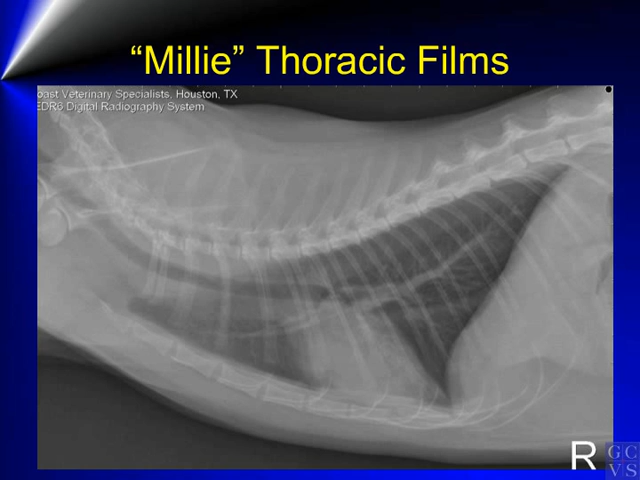 “Millie” Thoracic Films
oast Veterinary Specialists, Houston, TX
EDR6 Digital Radiography System
R
GC
VS